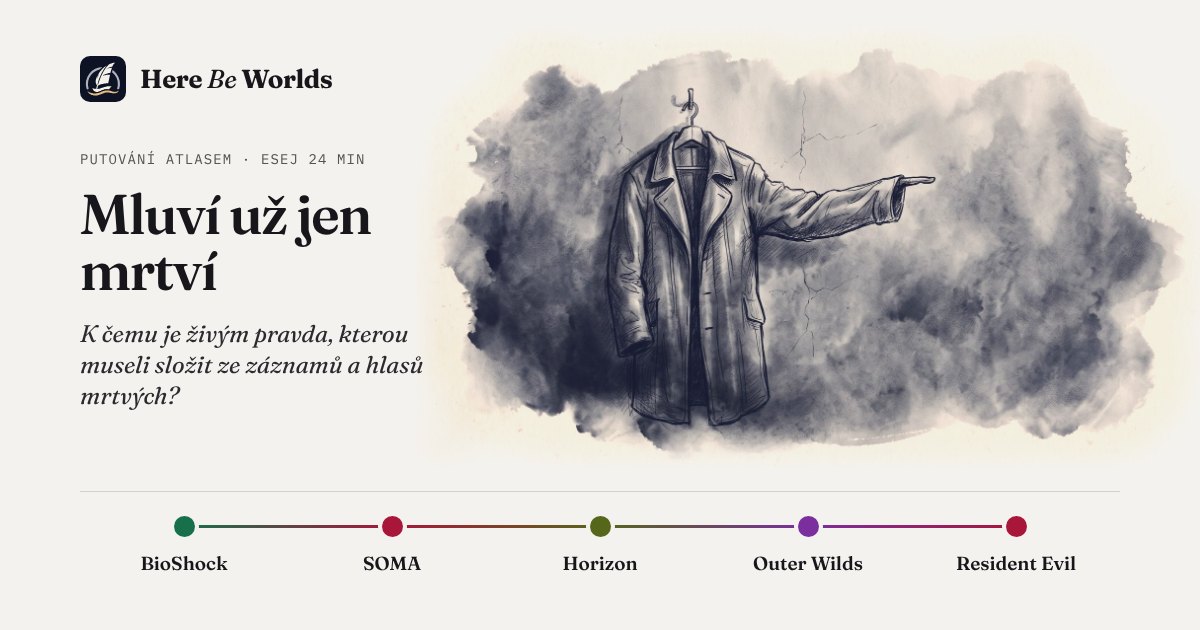 Here Be Worlds
PUTOVÁNÍ ATLASEM · ESEJ 24 MIN
Mluví už jen
mrtví
K čemu je živým pravda, kterou
museli složit ze záznamů a hlasů
mrtvých?
BioShock
SOMA
Horizon
Outer Wilds
Resident Evil